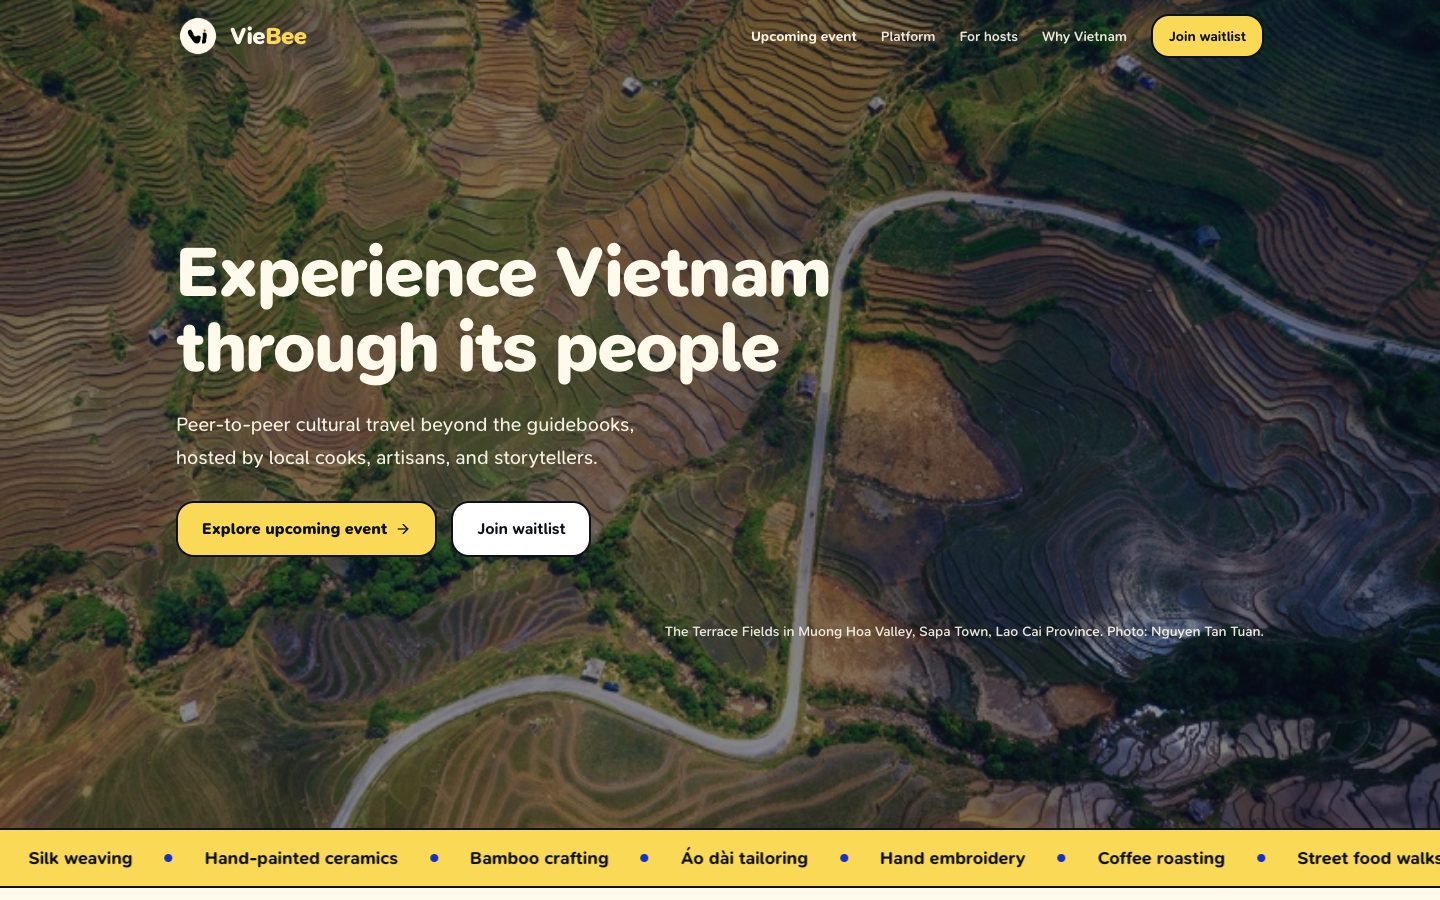 VieBee
Upcoming event
Platform
For hosts
Why Vietnam
Join waitlist
Experience Vietnam
through its people
Peer-to-peer cultural travel beyond the guidebooks,
hosted by local cooks, artisans, and storytellers.
Explore upcoming event →
Join waitlist
The Terrace Fields in Muong Hoa Valley, Sapa Town, Lao Cai Province. Photo: Nguyen Tan Tuan.
Silk weaving • Hand-painted ceramics • Bamboo crafting • Áo dài tailoring • Hand embroidery • Coffee roasting • Street food walks